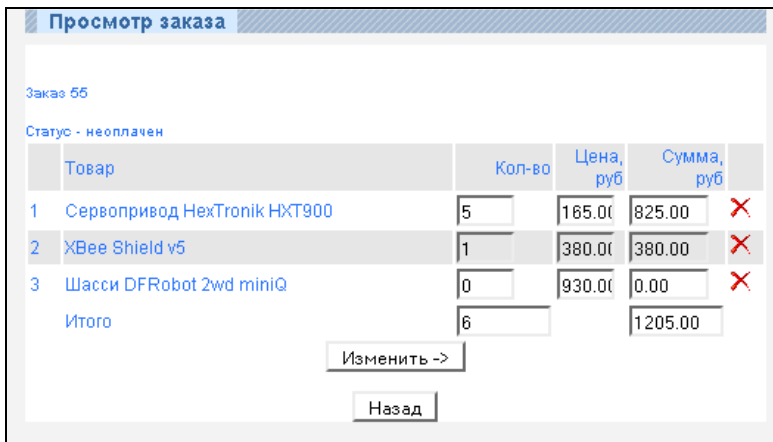 Просмотр заказа
Заказ 55
Статус - неоплачен
Товар Кол-во Цена, руб Сумма, руб
1 Сервопривод HexTronik HXT900 5 165.00 825.00
2 XBee Shield v5 1 380.00 380.00
3 Шасси DFRobot 2wd miniQ 0 930.00 0.00
Итого 6 1205.00
Изменить ->
Назад